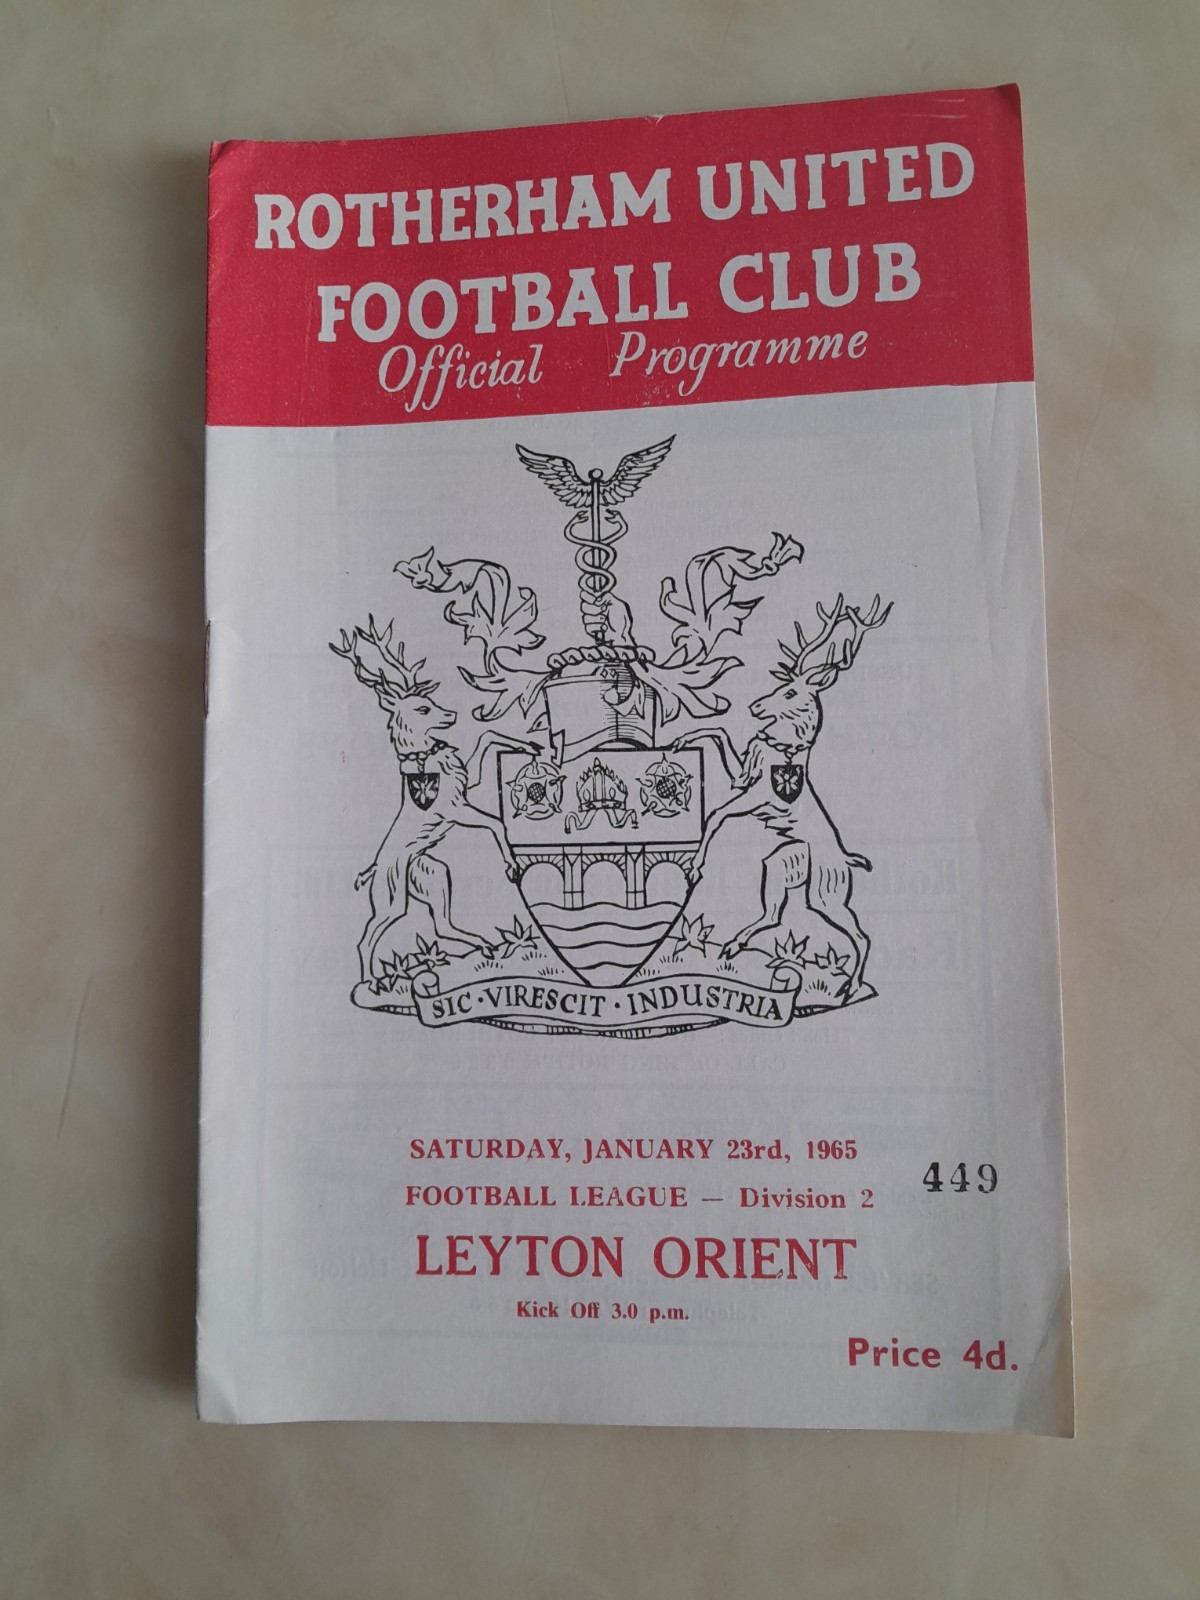 ROTHERHAM UNITED
FOOTBALL CLUB
Official Programme
SIC · VIRESCIT · INDUSTRIA
SATURDAY, JANUARY 23rd, 1965
449
FOOTBALL LEAGUE — Division 2
LEYTON ORIENT
Kick Off 3.0 p.m.
Price 4d.